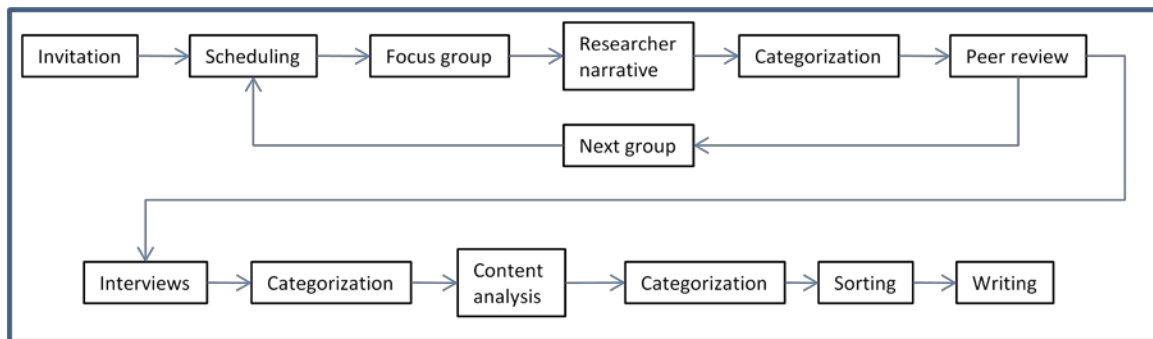 Invitation
Scheduling
Focus group
Researcher
narrative
Categorization
Peer review
Next group
Interviews
Categorization
Content
analysis
Categorization
Sorting
Writing